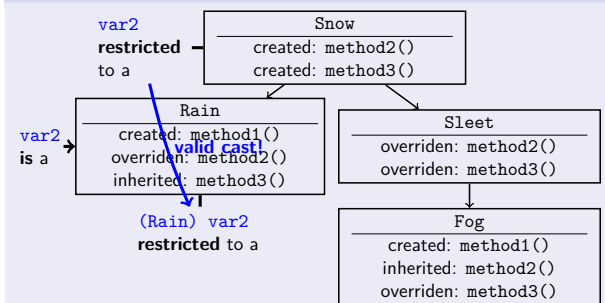 var2
restricted
to a
Snow
created: method2()
created: method3()
var2
is a
Rain
created: method1()
overriden: method2()
inherited: method3()
valid cast!
(Rain) var2
restricted to a
Sleet
overriden: method2()
overriden: method3()
Fog
created: method1()
inherited: method2()
overriden: method3()